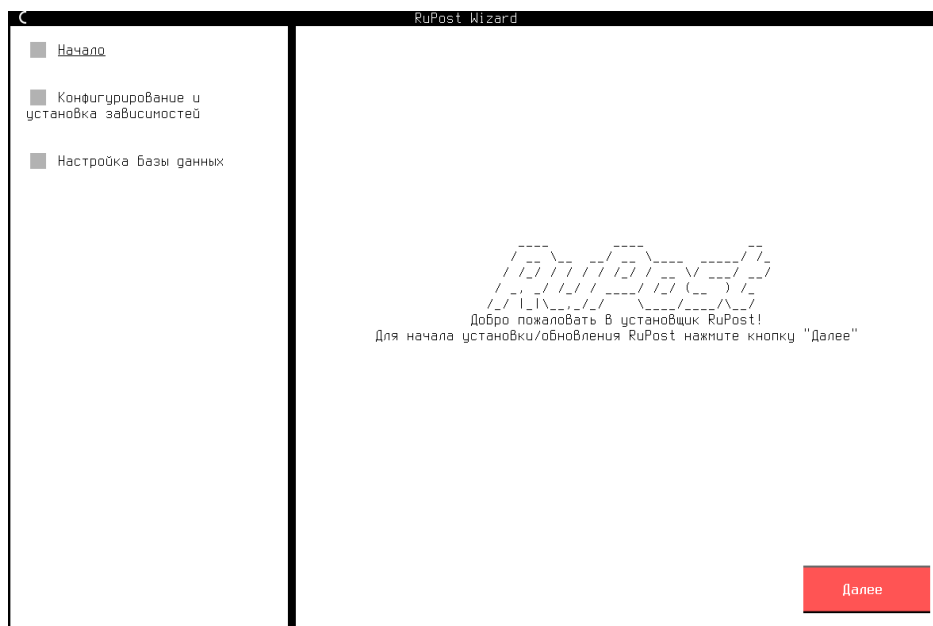 RuPost Wizard
Начало
Конфигурирование и
установка зависимостей
Настройка базы данных
RuPost
Добро пожаловать в установщик RuPost!
Для начала установки/обновления RuPost нажмите кнопку "Далее"
Далее